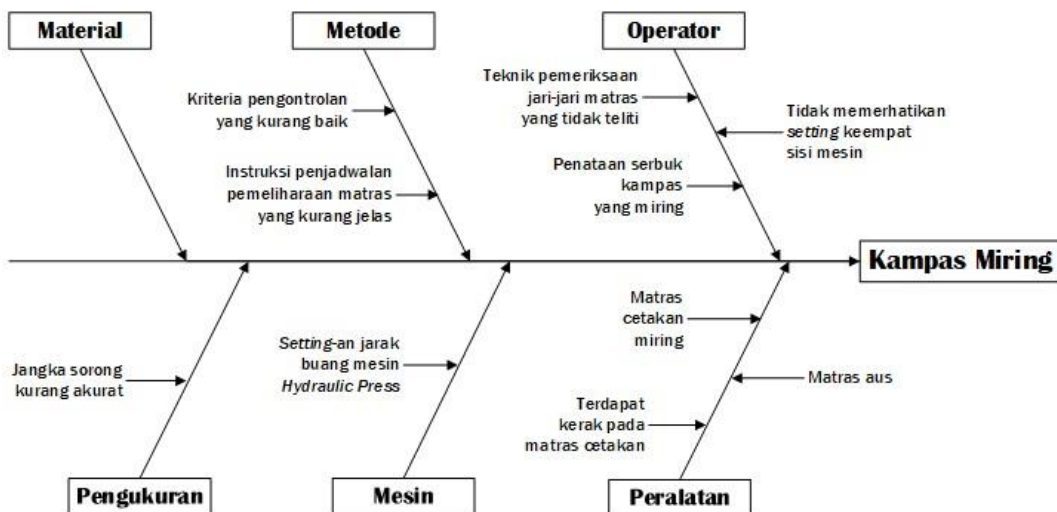 Material
Metode
Operator
Kriteria pengontrolan
yang kurang baik
Instruksi penjadwalan
pemeliharaan matras
yang kurang jelas
Teknik pemeriksaan
jari-jari matras
yang tidak teliti
Tidak memerhatikan
setting keempat
sisi mesin
Penataan serbuk
kampas
yang miring
Kampas Miring
Jangka sorong
kurang akurat
Setting-an jarak
buang mesin
Hydraulic Press
Matras
cetakan
miring
Matras aus
Terdapat
kerak pada
matras cetakan
Pengukuran
Mesin
Peralatan